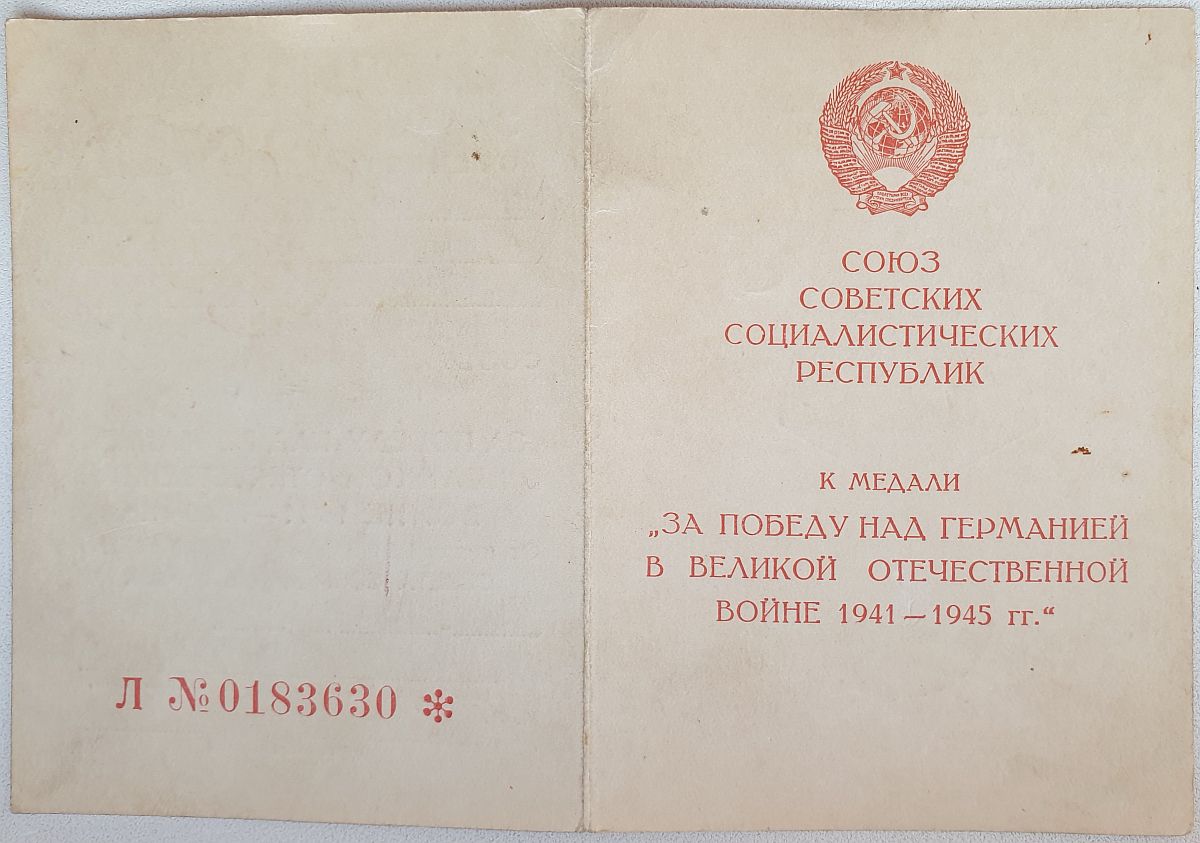 Л №0183630
СОЮЗ
СОВЕТСКИХ
СОЦИАЛИСТИЧЕСКИХ
РЕСПУБЛИК
К МЕДАЛИ
„ЗА ПОБЕДУ НАД ГЕРМАНИЕЙ
В ВЕЛИКОЙ ОТЕЧЕСТВЕННОЙ
ВОЙНЕ 1941—1945 гг.“